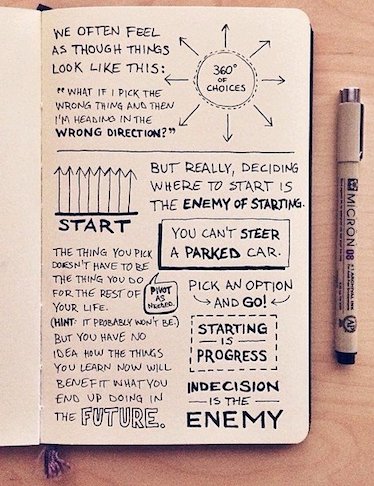 WE OFTEN FEEL
AS THOUGH THINGS
LOOK LIKE THIS:
"WHAT IF I PICK THE
WRONG THING AND THEN
I'M HEADING IN THE
WRONG DIRECTION?"
360°
OF
CHOICES
START
BUT REALLY, DECIDING
WHERE TO START IS
THE ENEMY OF STARTING.
YOU CAN'T STEER
A PARKED CAR.
THE THING YOU PICK
DOESN'T HAVE TO BE
THE THING YOU DO
FOR THE REST OF
YOUR LIFE.
(HINT: IT PROBABLY WON'T BE.)
BUT YOU HAVE NO
IDEA HOW THE THINGS
YOU LEARN NOW WILL
BENEFIT WHAT YOU
END UP DOING IN
THE FUTURE.
PIVOT
AS
NEEDED.
PICK AN OPTION
AND GO!
STARTING
IS
PROGRESS
INDECISION
IS THE
ENEMY
MICRON 08